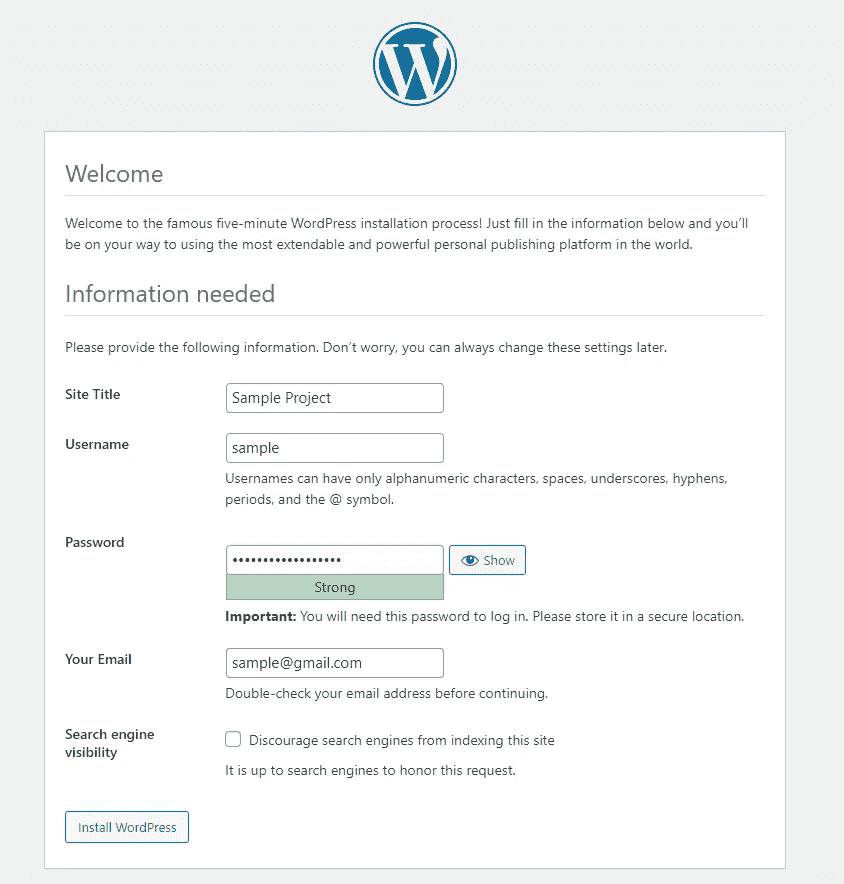 Welcome
Welcome to the famous five-minute WordPress installation process! Just fill in the information below and you’ll
be on your way to using the most extendable and powerful personal publishing platform in the world.
Information needed
Please provide the following information. Don’t worry, you can always change these settings later.
Site Title
Sample Project
Username
sample
Usernames can have only alphanumeric characters, spaces, underscores, hyphens,
periods, and the @ symbol.
Password
••••••••••••••••••
Show
Strong
Important: You will need this password to log in. Please store it in a secure location.
Your Email
sample@gmail.com
Double-check your email address before continuing.
Search engine
visibility
Discourage search engines from indexing this site
It is up to search engines to honor this request.
Install WordPress